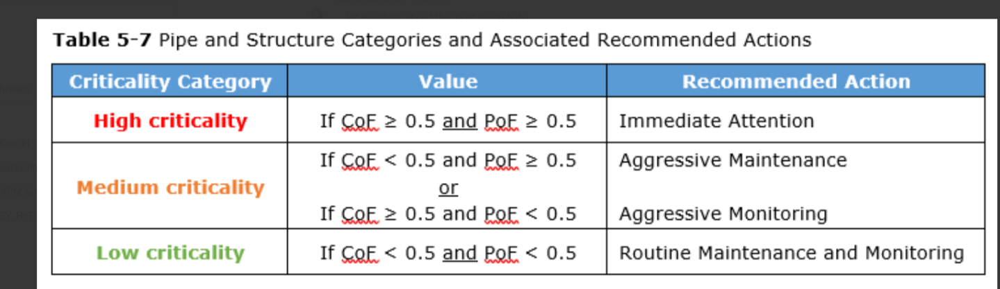 Table 5-7 Pipe and Structure Categories and Associated Recommended Actions
Criticality Category Value Recommended Action
High criticality If CoF ≥ 0.5 and PoF ≥ 0.5 Immediate Attention
If CoF < 0.5 and PoF ≥ 0.5 Aggressive Maintenance
Medium criticality or
If CoF ≥ 0.5 and PoF < 0.5 Aggressive Monitoring
Low criticality If CoF < 0.5 and PoF < 0.5 Routine Maintenance and Monitoring